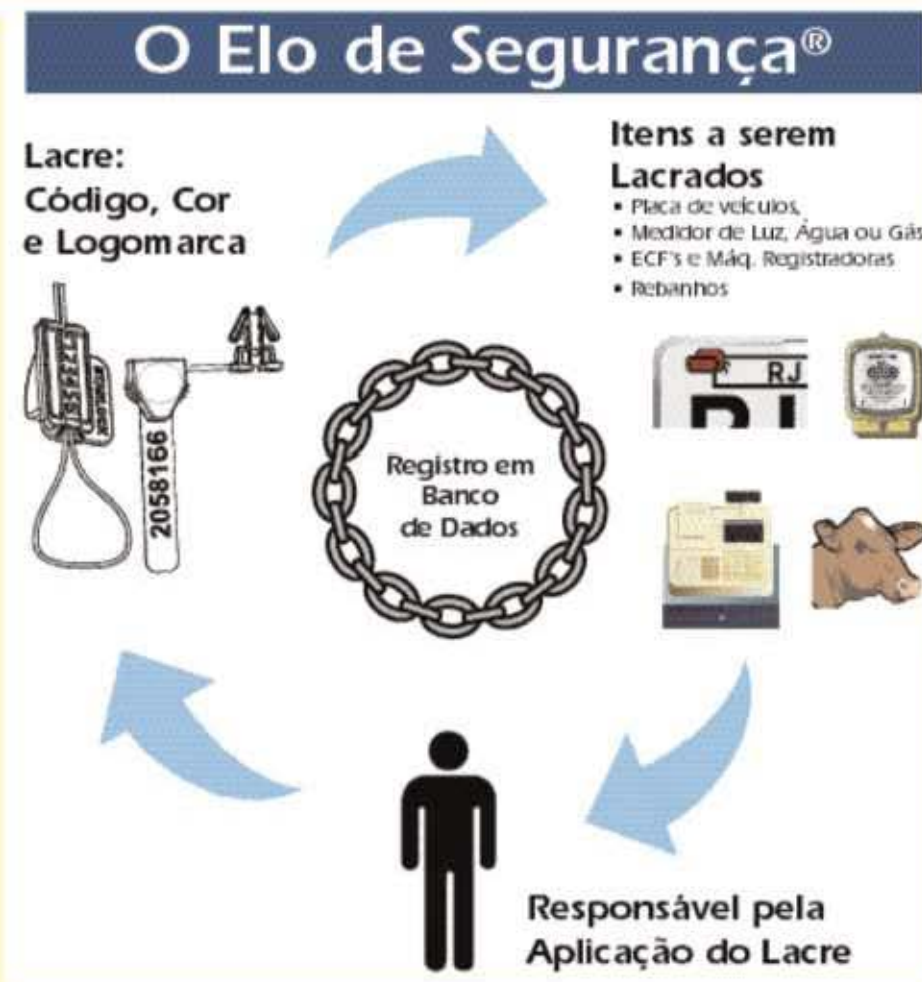 O Elo de Segurança®
Lacre:
Código, Cor
e Logomarca
Itens a serem
Lacrados
▪ Placa de veículos,
▪ Medidor de Luz, Água ou Gás
▪ ECF's e Máq. Registradoras
▪ Rebanhos
2058166
RJ
Registro em
Banco
de Dados
Responsável pela
Aplicação do Lacre